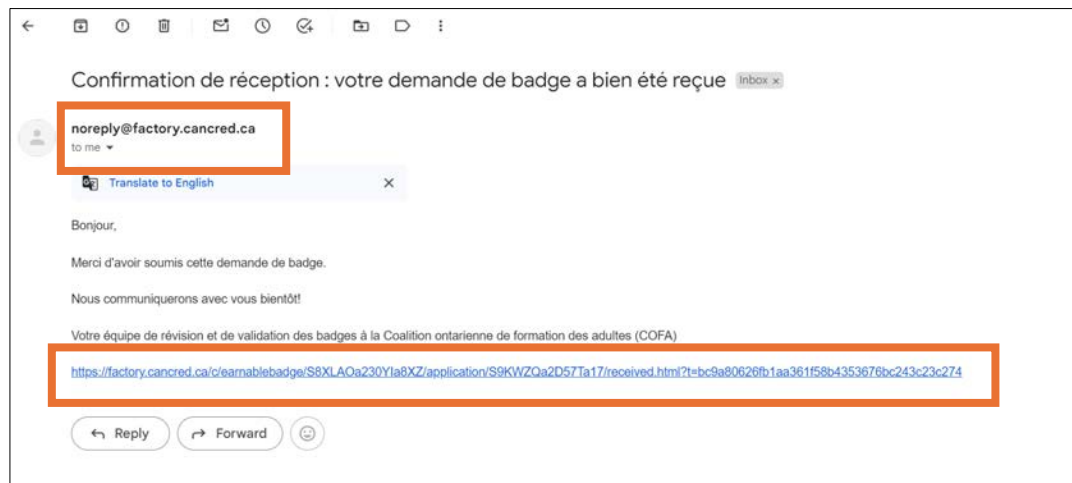 Confirmation de réception : votre demande de badge a bien été reçue Inbox ×
noreply@factory.cancred.ca
to me
Translate to English
Bonjour,
Merci d'avoir soumis cette demande de badge.
Nous communiquerons avec vous bientôt!
Votre équipe de révision et de validation des badges à la Coalition ontarienne de formation des adultes (COFA)
https://factory.cancred.ca/c/earnablebadge/S8XLAOa230YIa8XZ/application/S9KWZQa2D57Ta17/received.html?t=bc9a80626fb1aa361f58b4353676bc243c23c274
Reply Forward